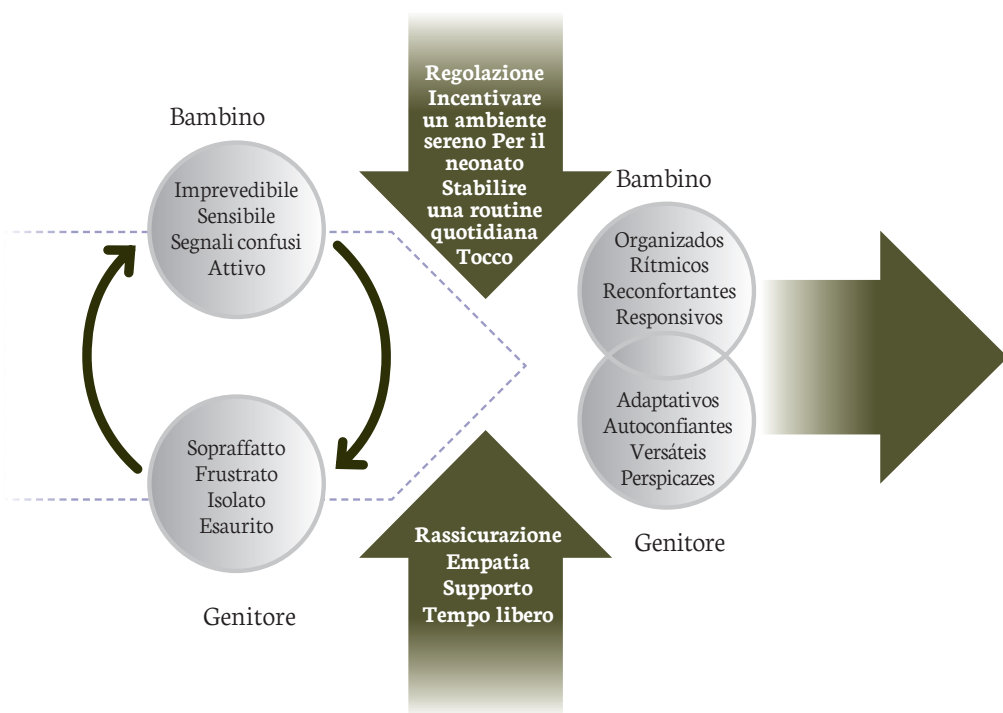 Bambino
Imprevedibile
Sensibile
Segnali confusi
Attivo
Sopraffatto
Frustrato
Isolato
Esaurito
Genitore
Regolazione
Incentivare
un ambiente
sereno Per il
neonato
Stabilire
una routine
quotidiana
Tocco
Rassicurazione
Empatia
Supporto
Tempo libero
Bambino
Organizados
Rítmicos
Reconfortantes
Responsivos
Adaptativos
Autoconfiantes
Versáteis
Perspicazes
Genitore